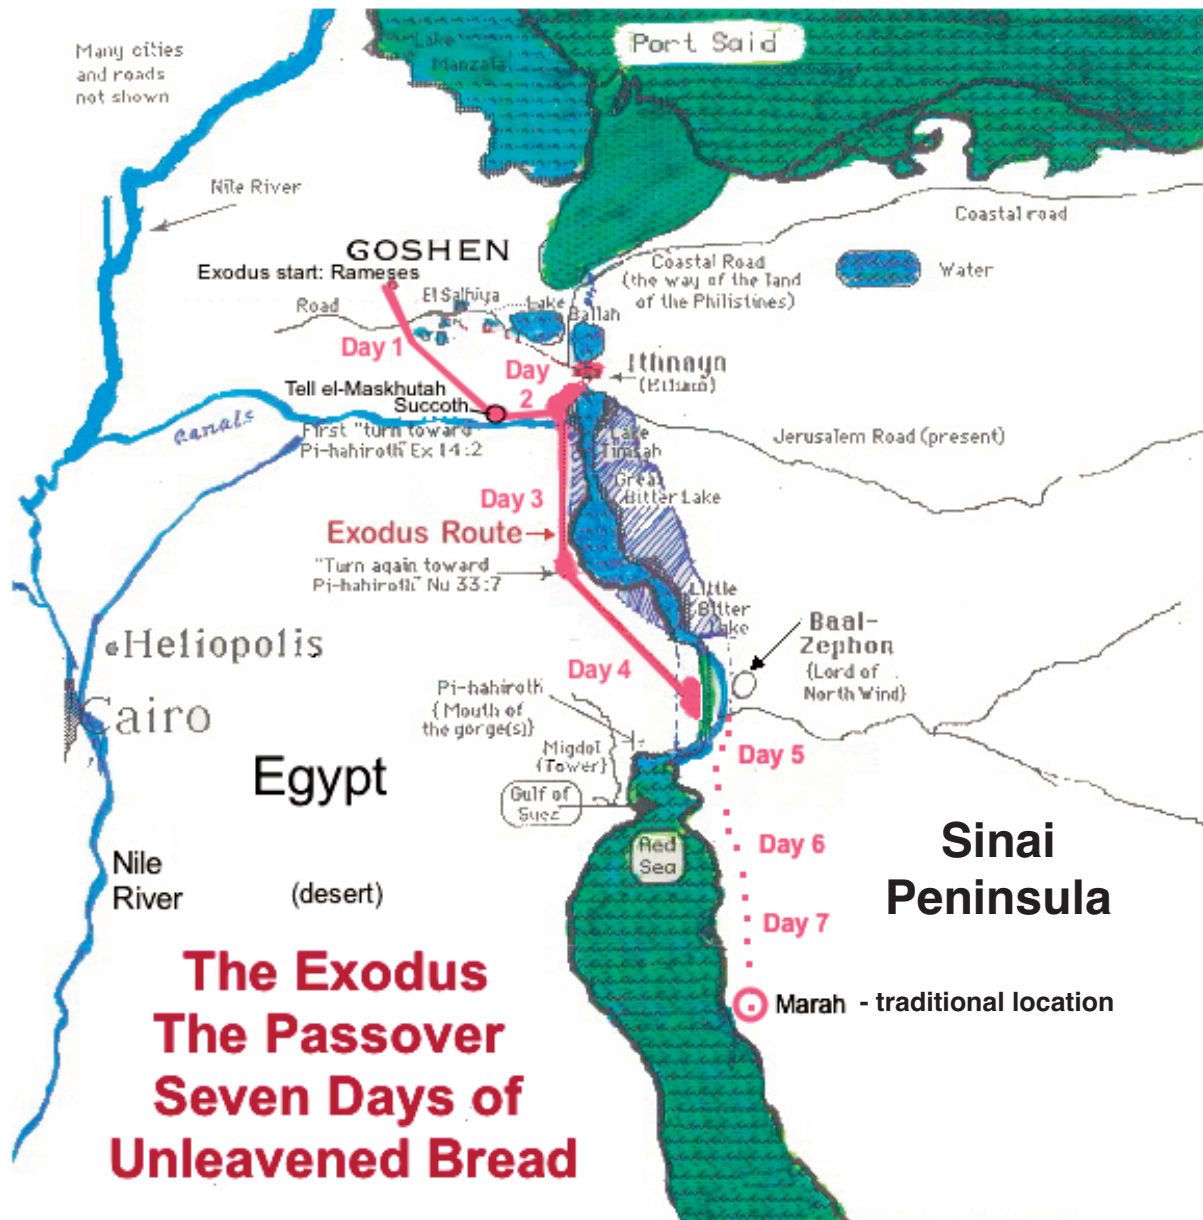 Many cities
and roads
not shown
Lake
Manzala
Port Said
Nile River
Coastal road
GOSHEN
Exodus start: Rameses
Coastal Road
(the way of the land
of the Philistines)
Water
Road
El Salhiya
Lake
Ballah
Day 1
Day
2
Ithnayn
Tell el-Maskhutah
Succoth
canals
First "turn toward
Pi-hahiroth" Ex 14:2
Lake
Timsah
Jerusalem Road (present)
Day 3
Great
Bitter Lake
Exodus Route
"Turn again toward
Pi-hahiroth" Nu 33:7
Little
Bitter
Lake
Baal-
Zephon
(Lord of
North Wind)
Heliopolis
Cairo
Day 4
Pi-hahiroth
(Mouth of
the gorge(s))
Migdol
(Tower)
Day 5
Egypt
Gulf of
Suez
Red
Sea
Day 6
Sinai
Peninsula
Nile
River
(desert)
Day 7
Marah - traditional location
The Exodus
The Passover
Seven Days of
Unleavened Bread